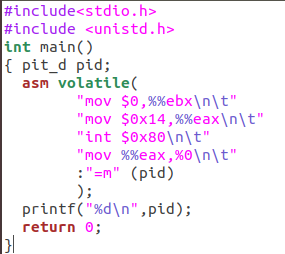 #include<stdio.h>
#include <unistd.h>
int main()
{ pit_d pid;
asm volatile(
"mov $0,%%ebx\n\t"
"mov $0x14,%%eax\n\t"
"int $0x80\n\t"
"mov %%eax,%0\n\t"
:"=m" (pid)
);
printf("%d\n",pid);
return 0;
}